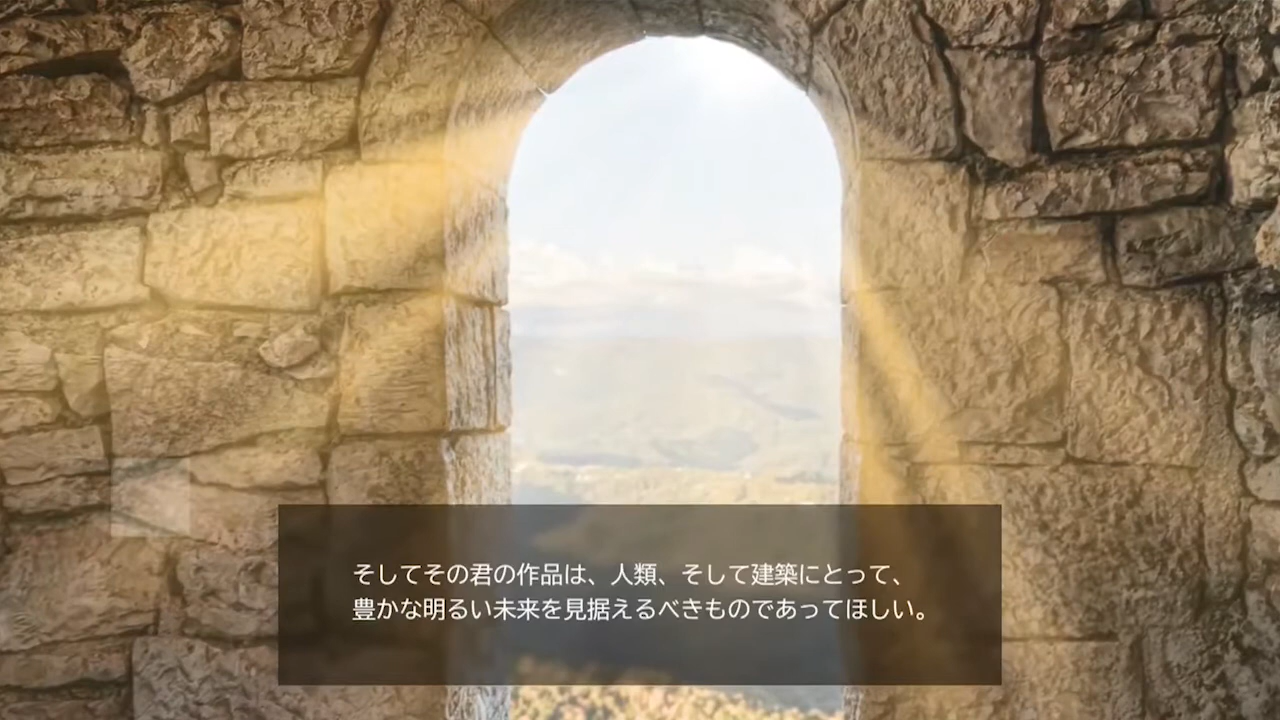 そしてその君の作品は、人類、そして建築にとって、
豊かな明るい未来を見据えるべきものであってほしい。